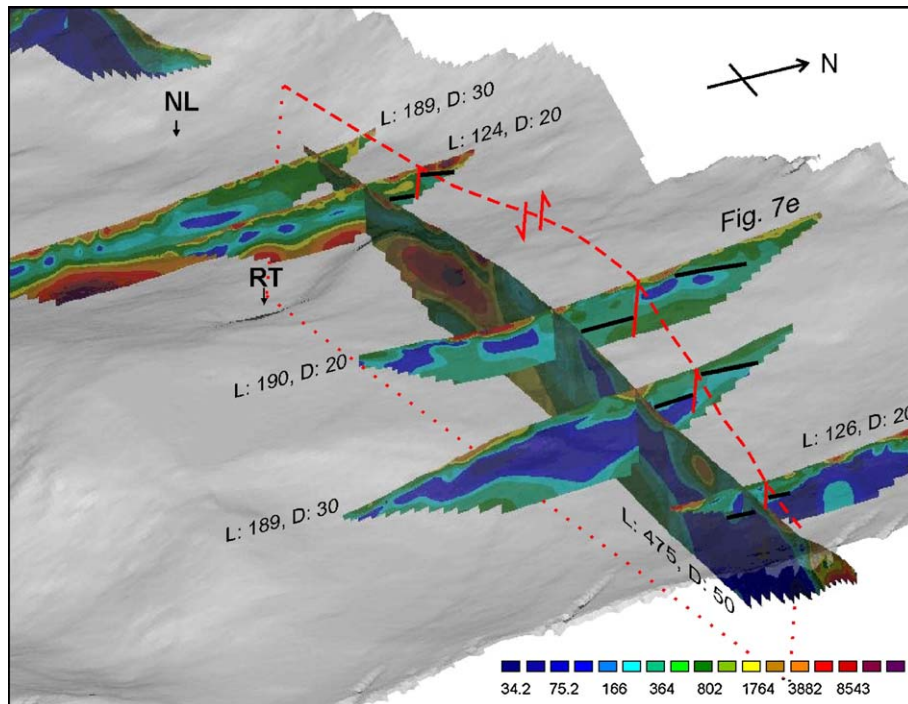 N
NL
L: 189, D: 30
L: 124, D: 20
Fig. 7e
RT
L: 190, D: 20
L: 126, D: 20
L: 189, D: 30
L: 475, D: 50
34.2 75.2 166 364 802 1764 3882 8543